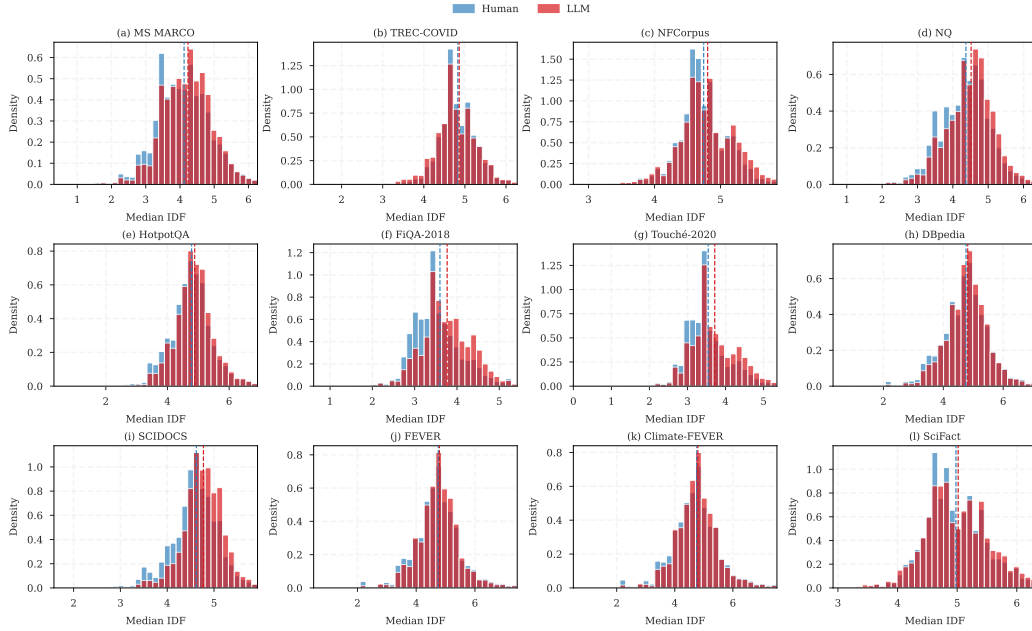 Human LLM
(a) MS MARCO (b) TREC-COVID (c) NFCorpus (d) NQ
Density Density Density Density
0.6 0.5 0.4 0.3 0.2 0.1 0.0
1.25 1.00 0.75 0.50 0.25 0.00
1.50 1.25 1.00 0.75 0.50 0.25 0.00
0.6 0.4 0.2 0.0
1 2 3 4 5 6
2 3 4 5 6
3 4 5
1 2 3 4 5 6
Median IDF Median IDF Median IDF Median IDF
(e) HotpotQA (f) FiQA-2018 (g) Touché-2020 (h) DBpedia
Density Density Density Density
0.8 0.6 0.4 0.2 0.0
1.2 1.0 0.8 0.6 0.4 0.2 0.0
1.25 1.00 0.75 0.50 0.25 0.00
0.6 0.4 0.2 0.0
2 4 6
1 2 3 4 5
0 1 2 3 4 5
2 4 6
Median IDF Median IDF Median IDF Median IDF
(i) SCIDOCS (j) FEVER (k) Climate-FEVER (l) SciFact
Density Density Density Density
1.0 0.8 0.6 0.4 0.2 0.0
0.8 0.6 0.4 0.2 0.0
0.8 0.6 0.4 0.2 0.0
1.0 0.8 0.6 0.4 0.2 0.0
2 3 4 5
2 4 6
2 4 6
3 4 5 6
Median IDF Median IDF Median IDF Median IDF